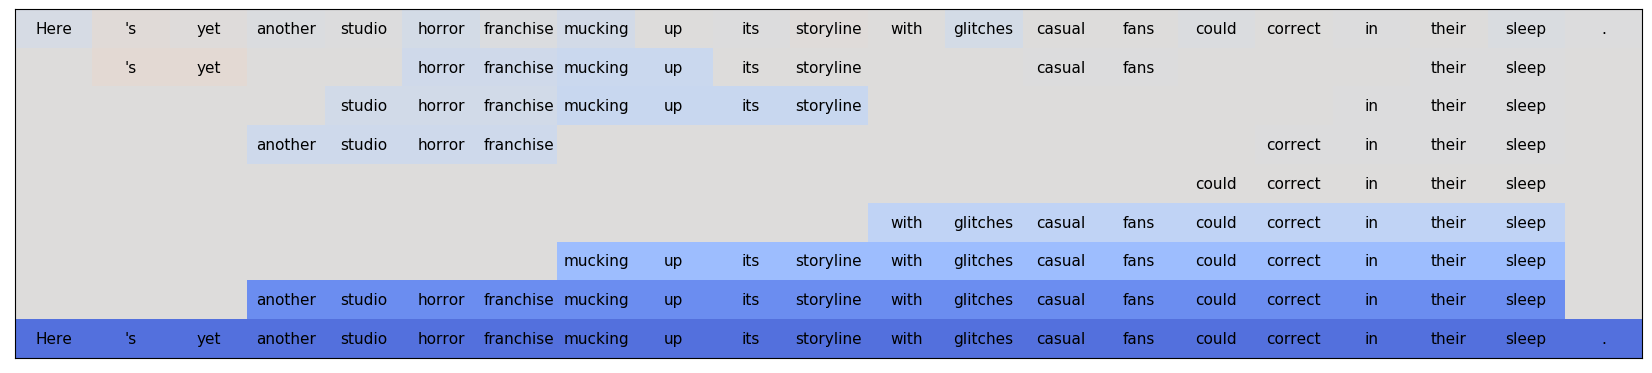 Here 's yet another studio horror franchise mucking up its storyline with glitches casual fans could correct in their sleep .
's yet horror franchise mucking up its storyline casual fans their sleep
studio horror franchise mucking up its storyline in their sleep
another studio horror franchise correct in their sleep
could correct in their sleep
with glitches casual fans could correct in their sleep
mucking up its storyline with glitches casual fans could correct in their sleep
another studio horror franchise mucking up its storyline with glitches casual fans could correct in their sleep
Here 's yet another studio horror franchise mucking up its storyline with glitches casual fans could correct in their sleep .